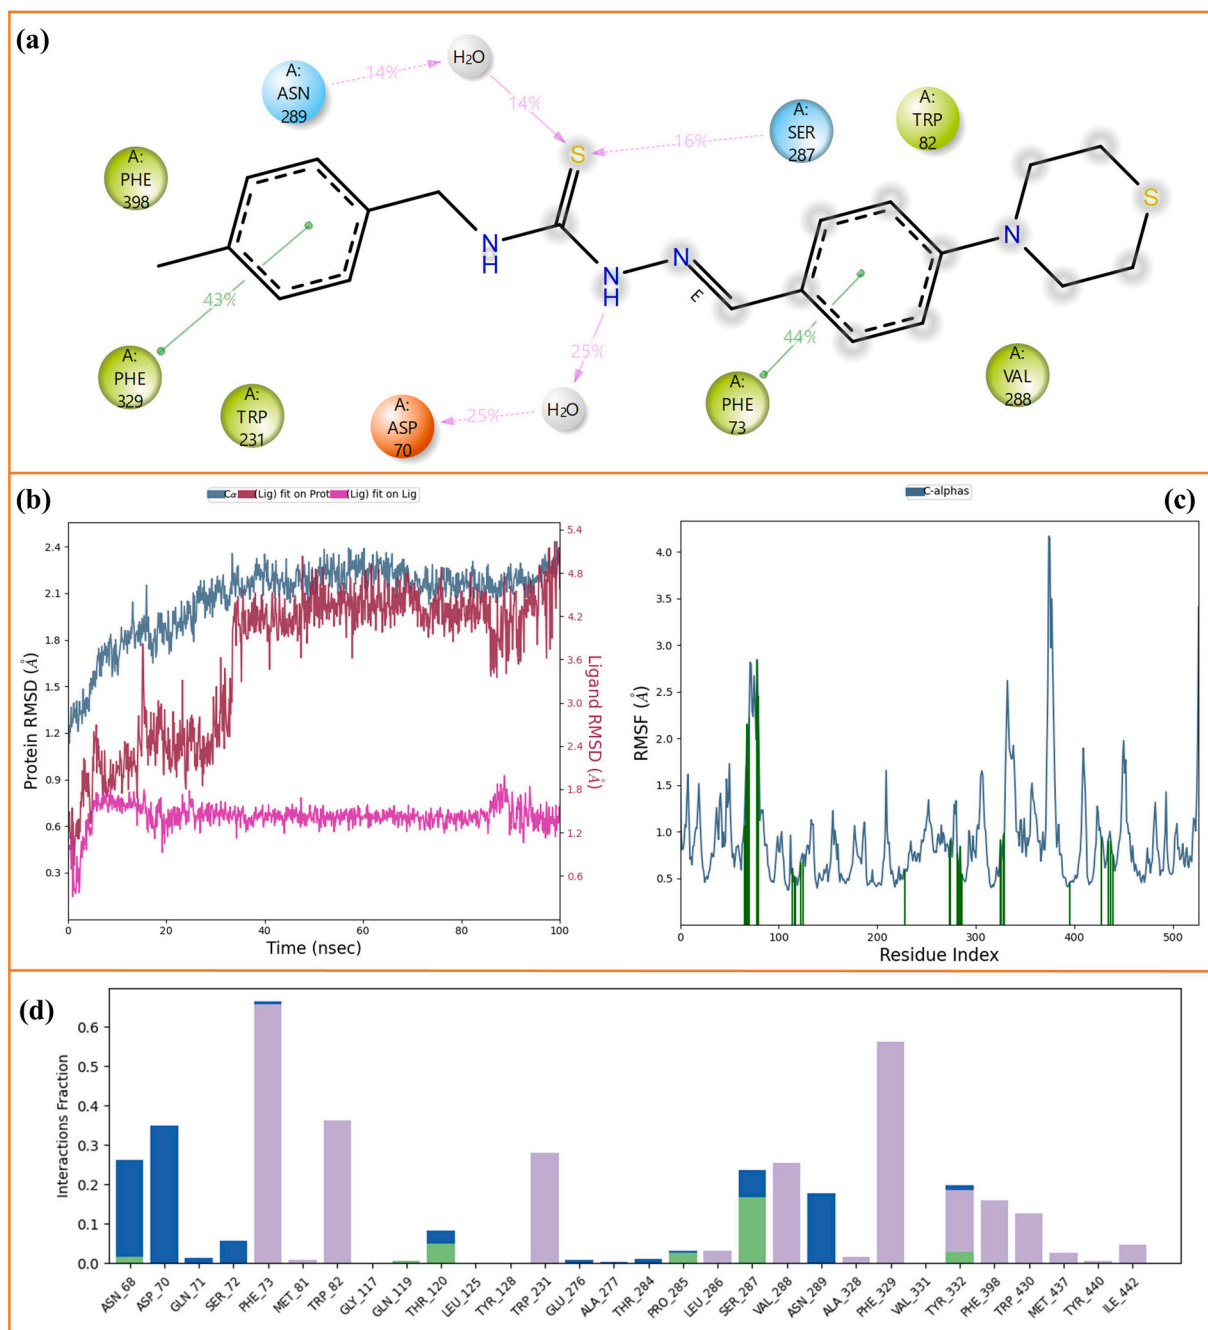 (a)
A:
ASN
289
14%
H₂O
14%
S
16%
A:
SER
287
A:
TRP
82
A:
PHE
398
S
N
H
N
H
N
E
N
43%
25%
44%
A:
PHE
329
A:
TRP
231
A:
ASP
70
25%
H₂O
A:
PHE
73
A:
VAL
288
(b)
Cα (Lig) fit on Prot (Lig) fit on Lig
Protein RMSD (Å)
2.4
2.1
1.8
1.5
1.2
0.9
0.6
0.3
5.4
4.8
4.2
3.6
3.0
2.4
1.8
1.2
0.6
Ligand RMSD (Å)
0 20 40 60 80 100
Time (nsec)
(c)
C-alphas
RMSF (Å)
4.0
3.5
3.0
2.5
2.0
1.5
1.0
0.5
0 100 200 300 400 500
Residue Index
(d)
Interactions Fraction
0.6
0.5
0.4
0.3
0.2
0.1
0.0
ASN_68 ASP_70 GLN_71 SER_72 PHE_73 MET_81 TRP_82 GLY_117 GLN_119 THR_120 LEU_125 TYR_128 TRP_231 GLU_276 ALA_277 THR_284 PRO_285 LEU_286 SER_287 VAL_288 ASN_289 ALA_328 PHE_329 VAL_331 TYR_332 PHE_398 TRP_430 MET_437 TYR_440 ILE_442